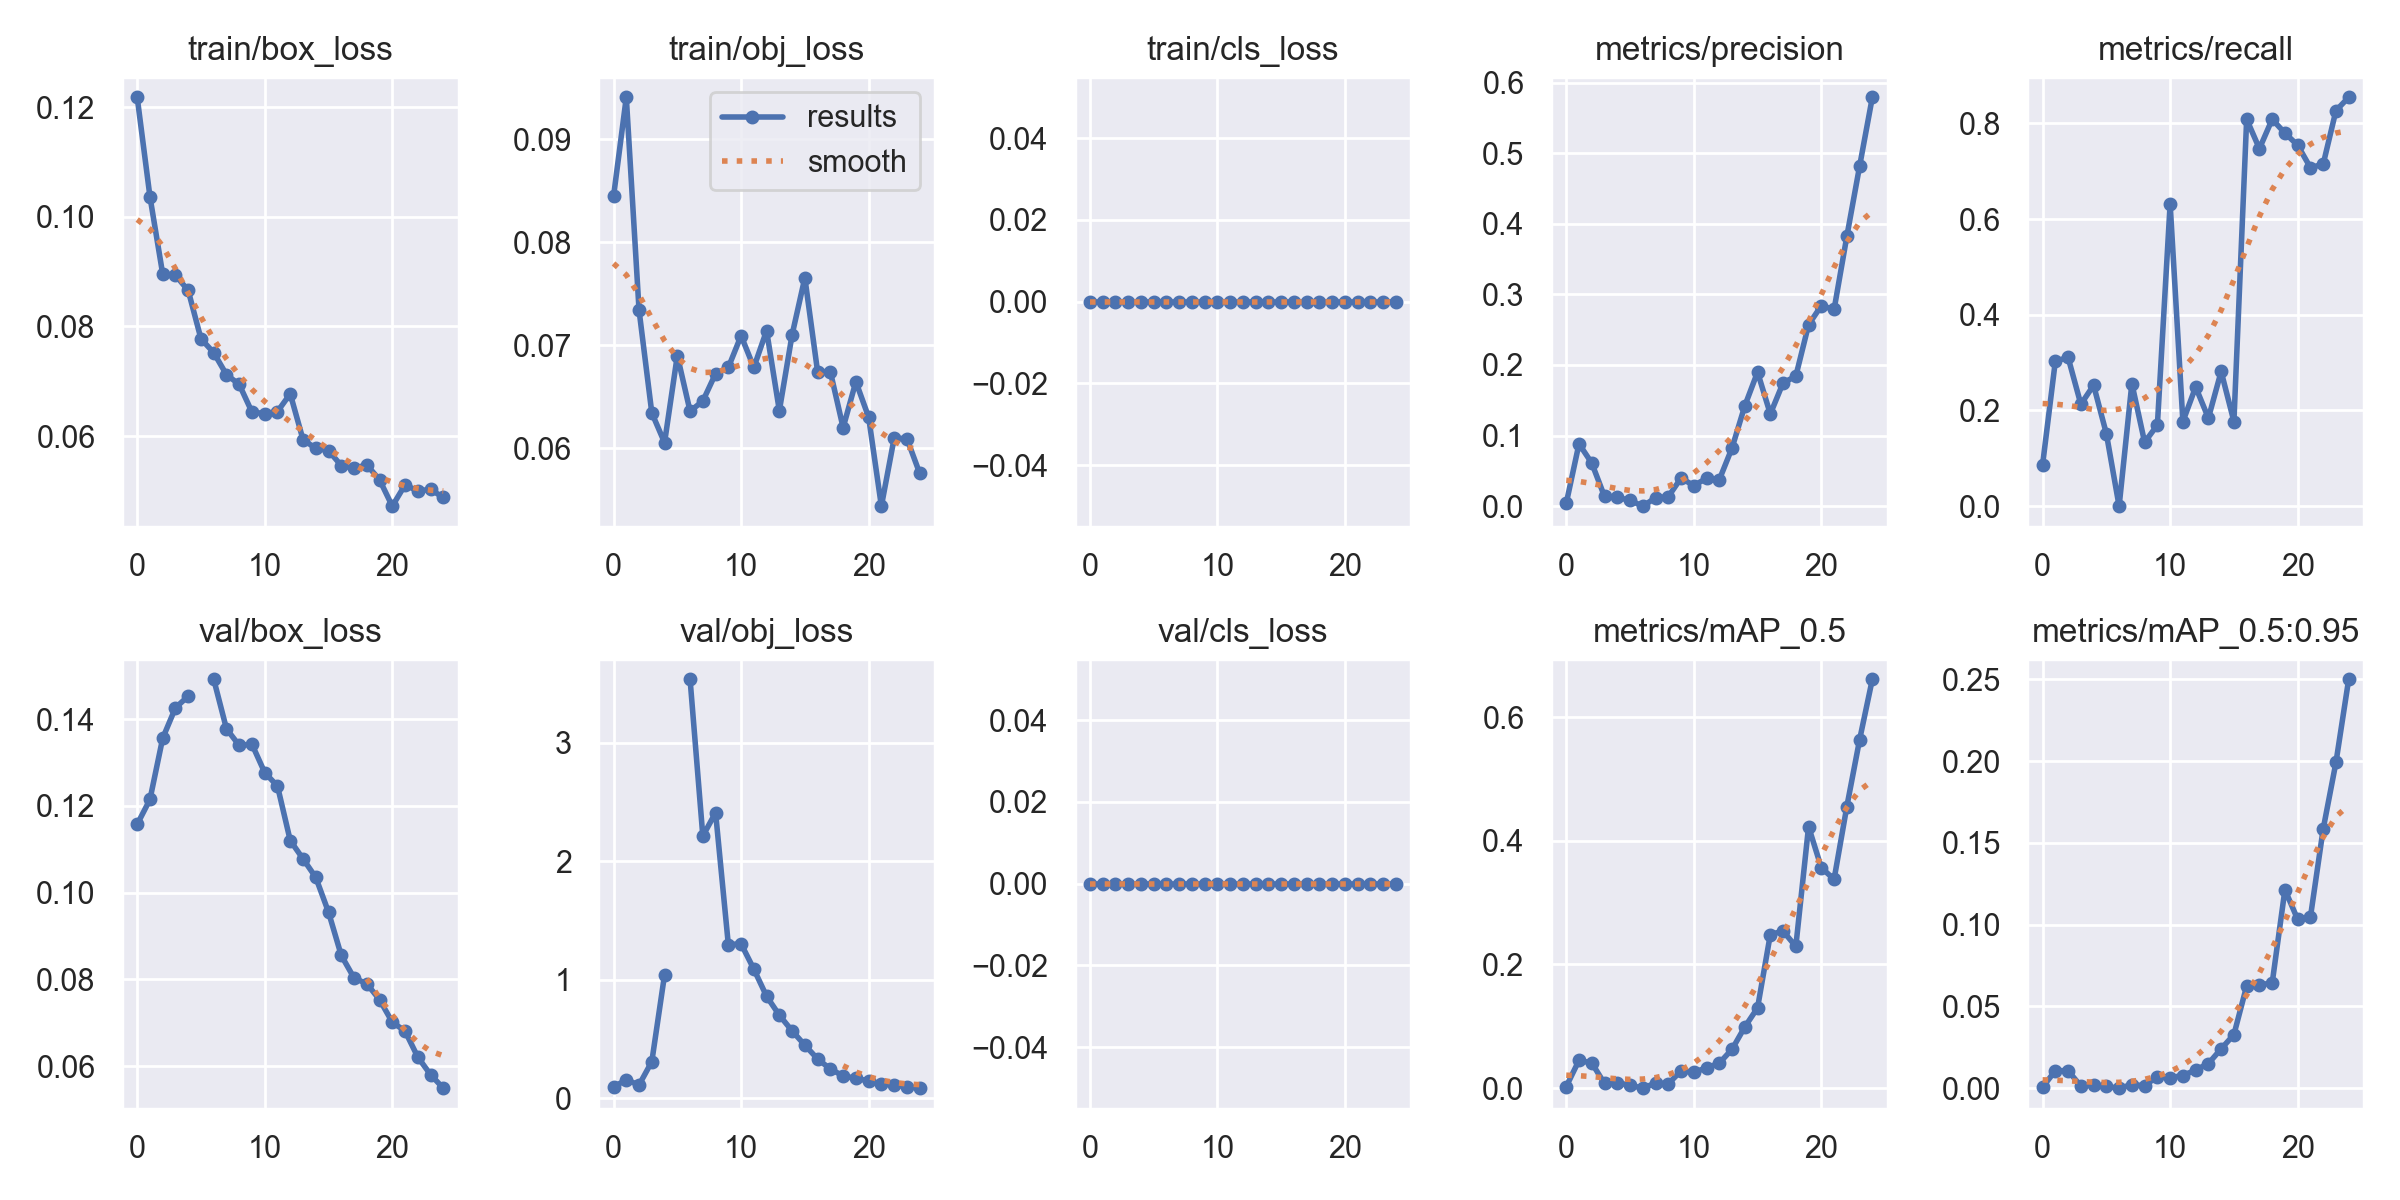 train/box_loss
0.12
0.10
0.08
0.06
0 10 20
train/obj_loss
results
smooth
0.09
0.08
0.07
0.06
0 10 20
train/cls_loss
0.04
0.02
0.00
−0.02
−0.04
0 10 20
metrics/precision
0.6
0.5
0.4
0.3
0.2
0.1
0.0
0 10 20
metrics/recall
0.8
0.6
0.4
0.2
0.0
0 10 20
val/box_loss
0.14
0.12
0.10
0.08
0.06
0 10 20
val/obj_loss
3
2
1
0
0 10 20
val/cls_loss
0.04
0.02
0.00
−0.02
−0.04
0 10 20
metrics/mAP_0.5
0.6
0.4
0.2
0.0
0 10 20
metrics/mAP_0.5:0.95
0.25
0.20
0.15
0.10
0.05
0.00
0 10 20